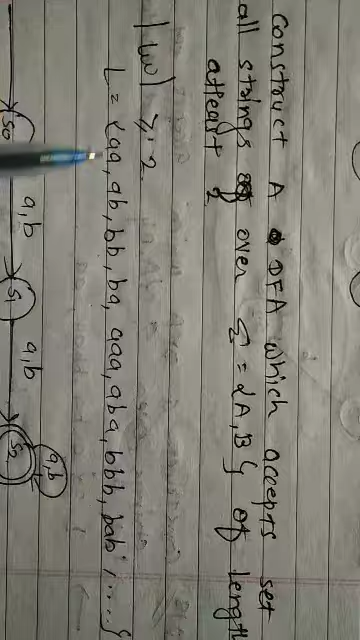 Construct A DFA which accepts set
all strings of over Σ = {A,B} of length
atleast 2
|w| ≥ 2
L = {aa, ab, bb, ba, aaa, aba, bbb, bab, ....}
S0 a,b S1 a,b S2 a,b